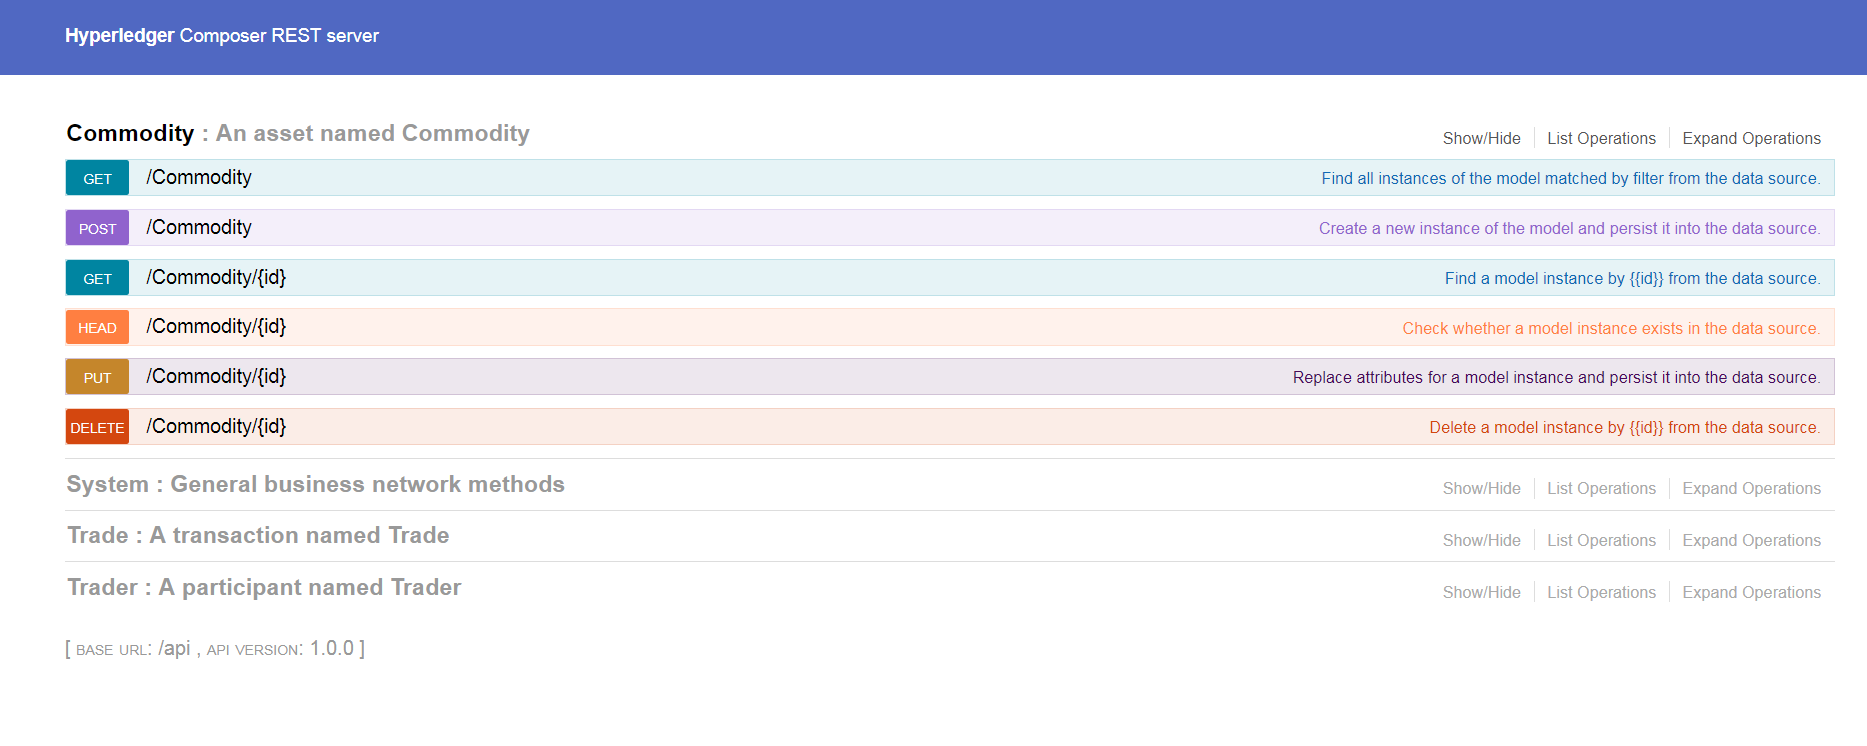 Hyperledger Composer REST server
Commodity : An asset named Commodity
Show/Hide List Operations Expand Operations
GET /Commodity Find all instances of the model matched by filter from the data source.
POST /Commodity Create a new instance of the model and persist it into the data source.
GET /Commodity/{id} Find a model instance by {{id}} from the data source.
HEAD /Commodity/{id} Check whether a model instance exists in the data source.
PUT /Commodity/{id} Replace attributes for a model instance and persist it into the data source.
DELETE /Commodity/{id} Delete a model instance by {{id}} from the data source.
System : General business network methods
Show/Hide List Operations Expand Operations
Trade : A transaction named Trade
Show/Hide List Operations Expand Operations
Trader : A participant named Trader
Show/Hide List Operations Expand Operations
[ BASE URL: /api , API VERSION: 1.0.0 ]